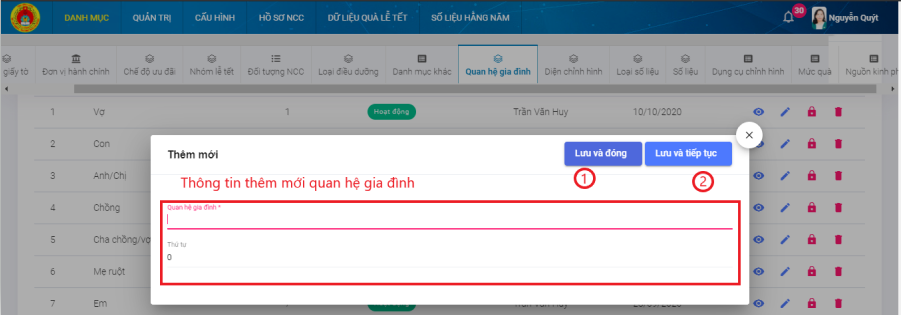 DANH MỤC QUẢN TRỊ CẤU HÌNH HỒ SƠ NCC DỮ LIỆU QUÀ LỄ TẾT SỐ LIỆU HẰNG NĂM 30 Nguyễn Quýt
giấy tờ Đơn vị hành chính Chế độ ưu đãi Nhóm lễ tết Đối tượng NCC Loại điều dưỡng Danh mục khác Quan hệ gia đình Diện chỉnh hình Loại số liệu Số liệu Dụng cụ chỉnh hình Mức quà Nguồn kinh ph
1 Vợ 1 Hoạt động Trần Văn Huy 10/10/2020
2 Con
Thêm mới Lưu và đóng Lưu và tiếp tục
3 Anh/Chị
Thông tin thêm mới quan hệ gia đình 1 2
4 Chồng
Quan hệ gia đình *
5 Cha chồng/vợ
Thứ tự
0
6 Mẹ ruột
7 Em